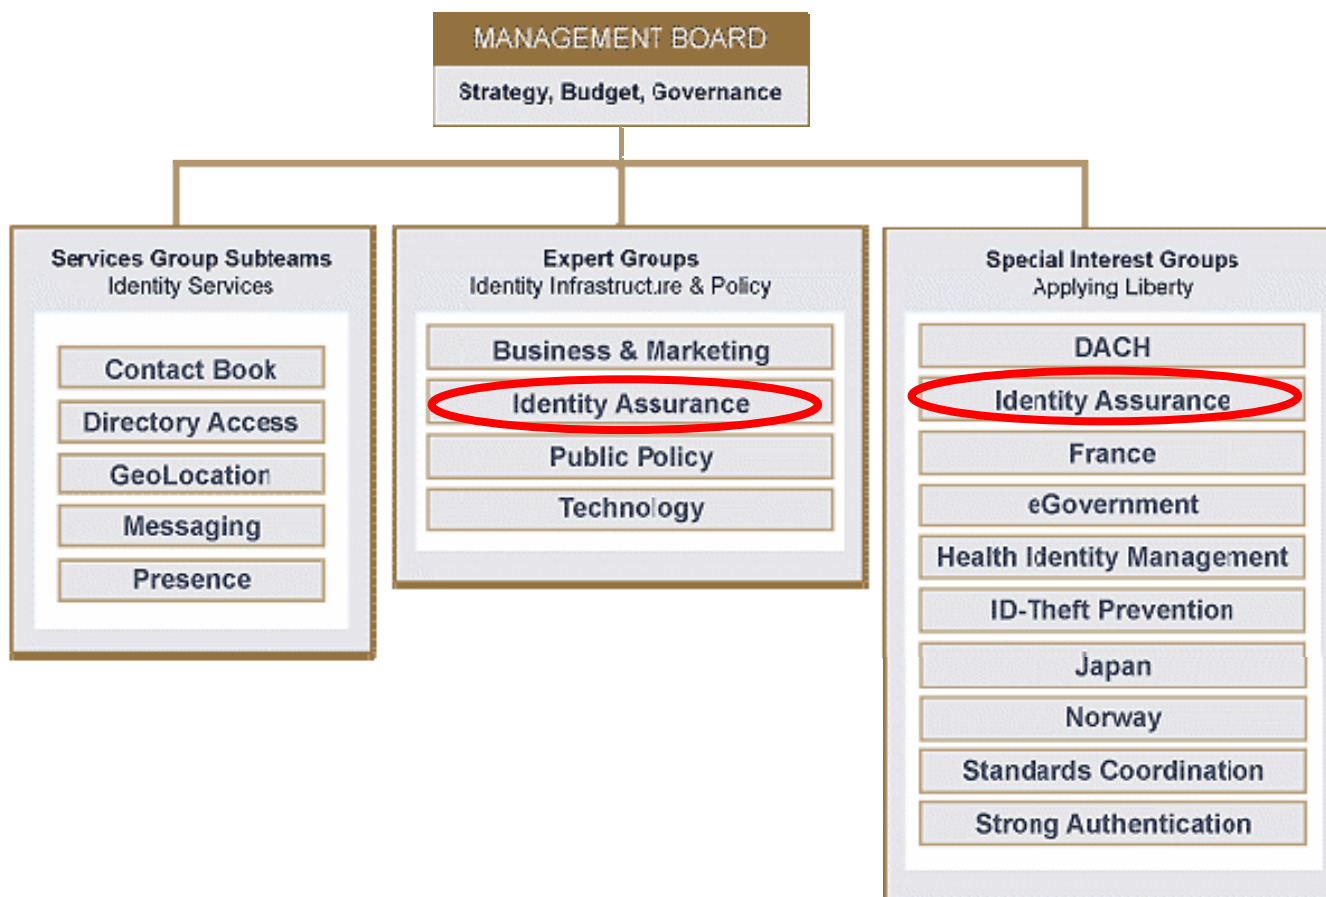 MANAGEMENT BOARD
Strategy, Budget, Governance
Services Group Subteams
Identity Services
Contact Book
Directory Access
GeoLocation
Messaging
Presence
Expert Groups
Identity Infrastructure & Policy
Business & Marketing
Identity Assurance
Public Policy
Technology
Special Interest Groups
Applying Liberty
DACH
Identity Assurance
France
eGovernment
Health Identity Management
ID-Theft Prevention
Japan
Norway
Standards Coordination
Strong Authentication